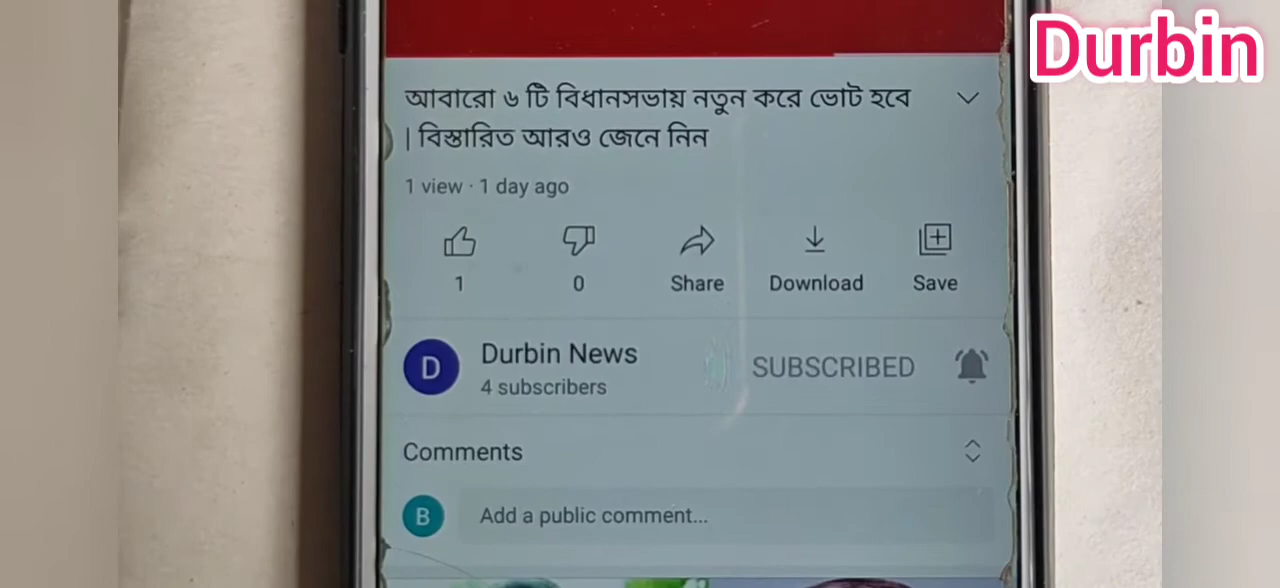 Durbin
আবারো ৬ টি বিধানসভায় নতুন করে ভোট হবে
| বিস্তারিত আরও জেনে নিন
1 view · 1 day ago
1 0 Share Download Save
D Durbin News SUBSCRIBED
4 subscribers
Comments
B Add a public comment...